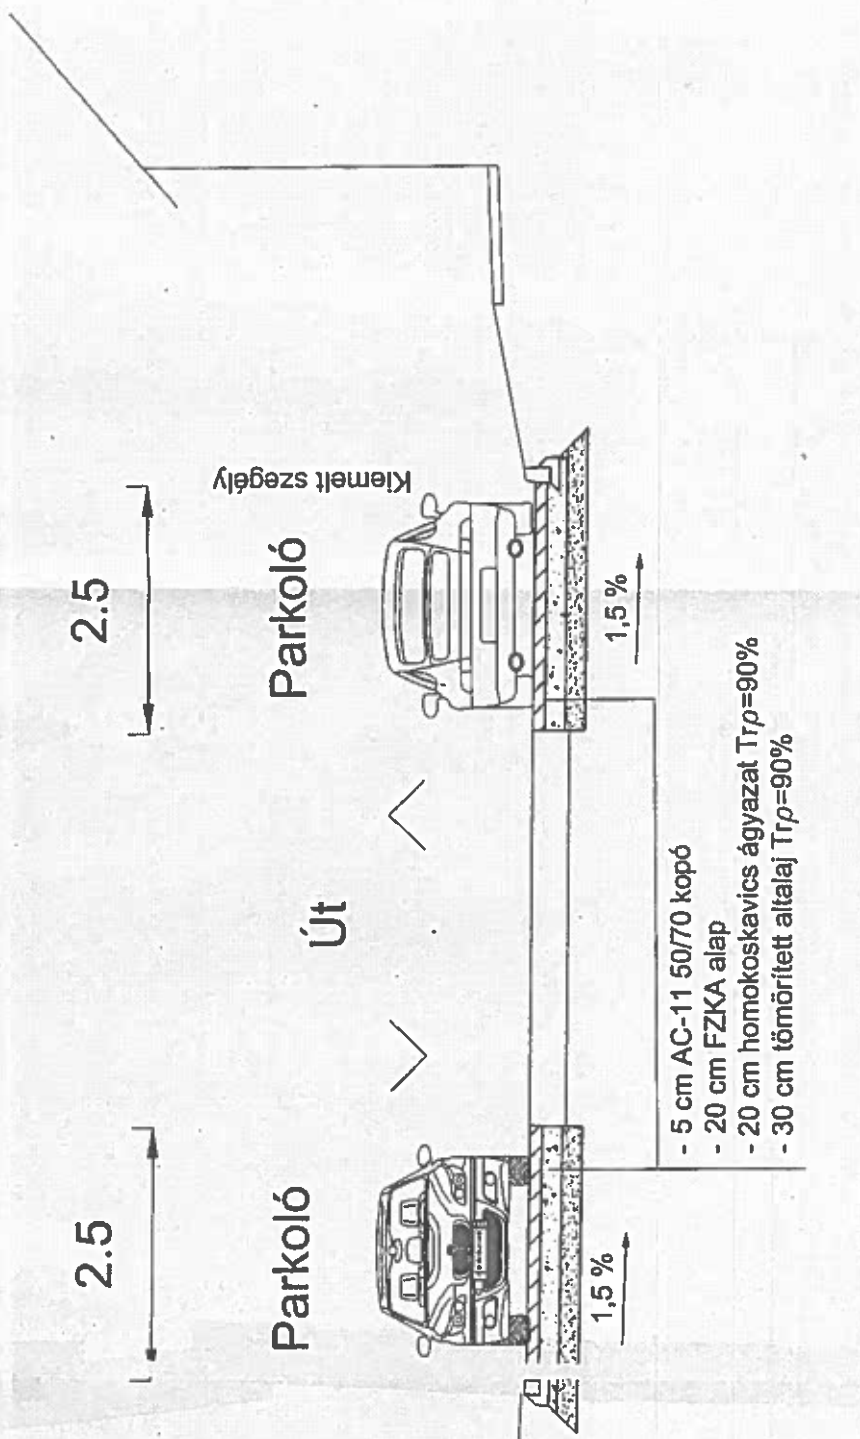 2.5
2.5
Parkoló
Út
Parkoló
Kiemelt szegély
1,5 %
1,5 %
- 5 cm AC-11 50/70 kopó
- 20 cm FZKA alap
- 20 cm homokoskavics ágyazat Trρ=90%
- 30 cm tömörített altalaj Trρ=90%